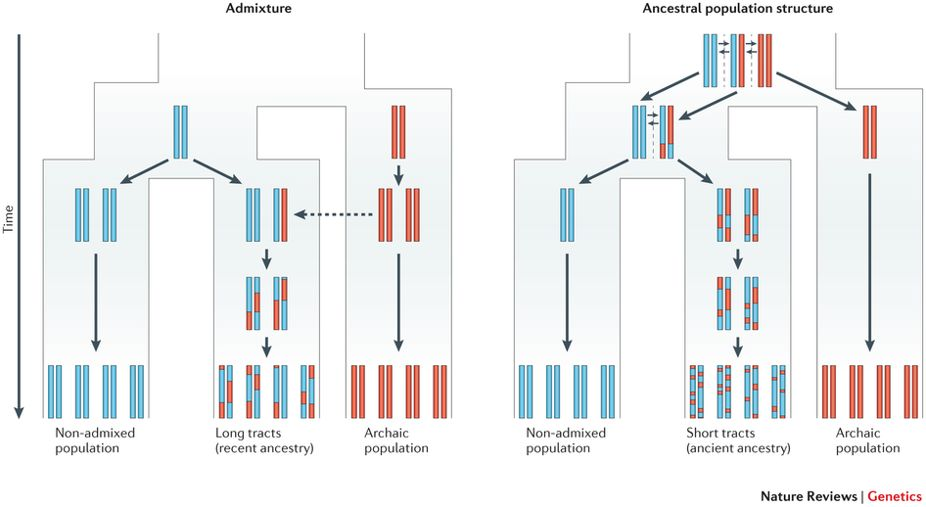 Admixture
Ancestral population structure
Time
Non-admixed
population
Long tracts
(recent ancestry)
Archaic
population
Non-admixed
population
Short tracts
(ancient ancestry)
Archaic
population
Nature Reviews | Genetics